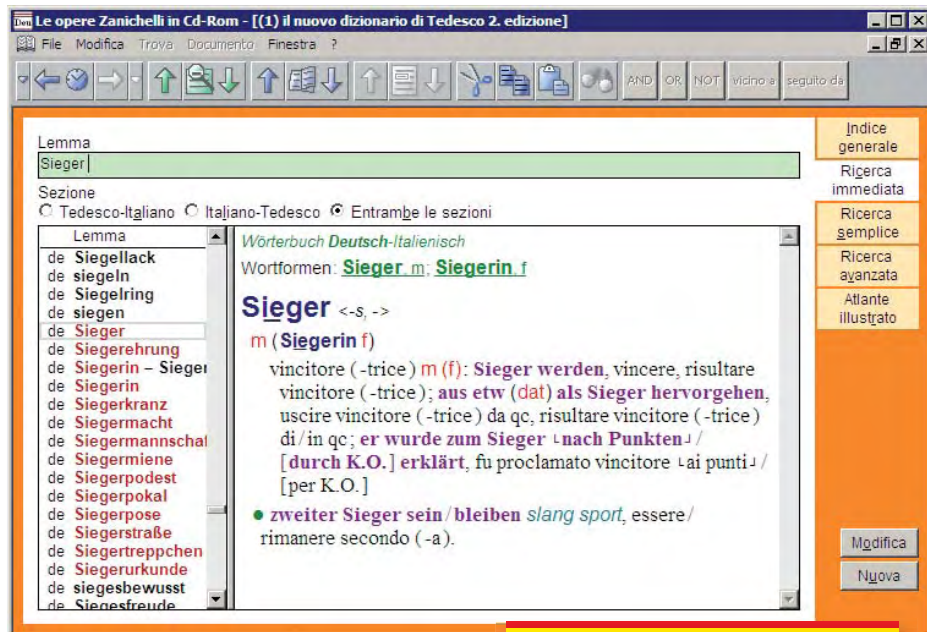 Le opere Zanichelli in Cd-Rom - [(1) il nuovo dizionario di Tedesco 2. edizione]
File Modifica Trova Documento Finestra ?
AND OR NOT vicino a seguito da
Lemma
Sieger
Sezione
Tedesco-Italiano Italiano-Tedesco Entrambe le sezioni
Lemma
de Siegellack
de siegeln
de Siegelring
de siegen
de Sieger
de Siegerehrung
de Siegerin – Sieger
de Siegerin
de Siegerkranz
de Siegermacht
de Siegermannschaf
de Siegermiene
de Siegerpodest
de Siegerpokal
de Siegerpose
de Siegerstraße
de Siegertreppchen
de Siegerurkunde
de siegesbewusst
de Siegesfreude
Wörterbuch Deutsch-Italienisch
Wortformen: Sieger, m; Siegerin, f
Sieger <-s, ->
m (Siegerin f)
vincitore (-trice) m (f): Sieger werden, vincere, risultare
vincitore (-trice); aus etw (dat) als Sieger hervorgehen,
uscire vincitore (-trice) da qc, risultare vincitore (-trice)
di/in qc; er wurde zum Sieger ˪nach Punkten˩/
[durch K.O.] erklärt, fu proclamato vincitore ˪ai punti˩/
[per K.O.]
● zweiter Sieger sein/bleiben slang sport, essere/
rimanere secondo (-a).
Indice
generale
Ricerca
immediata
Ricerca
semplice
Ricerca
avanzata
Atlante
illustrato
Modifica
Nuova